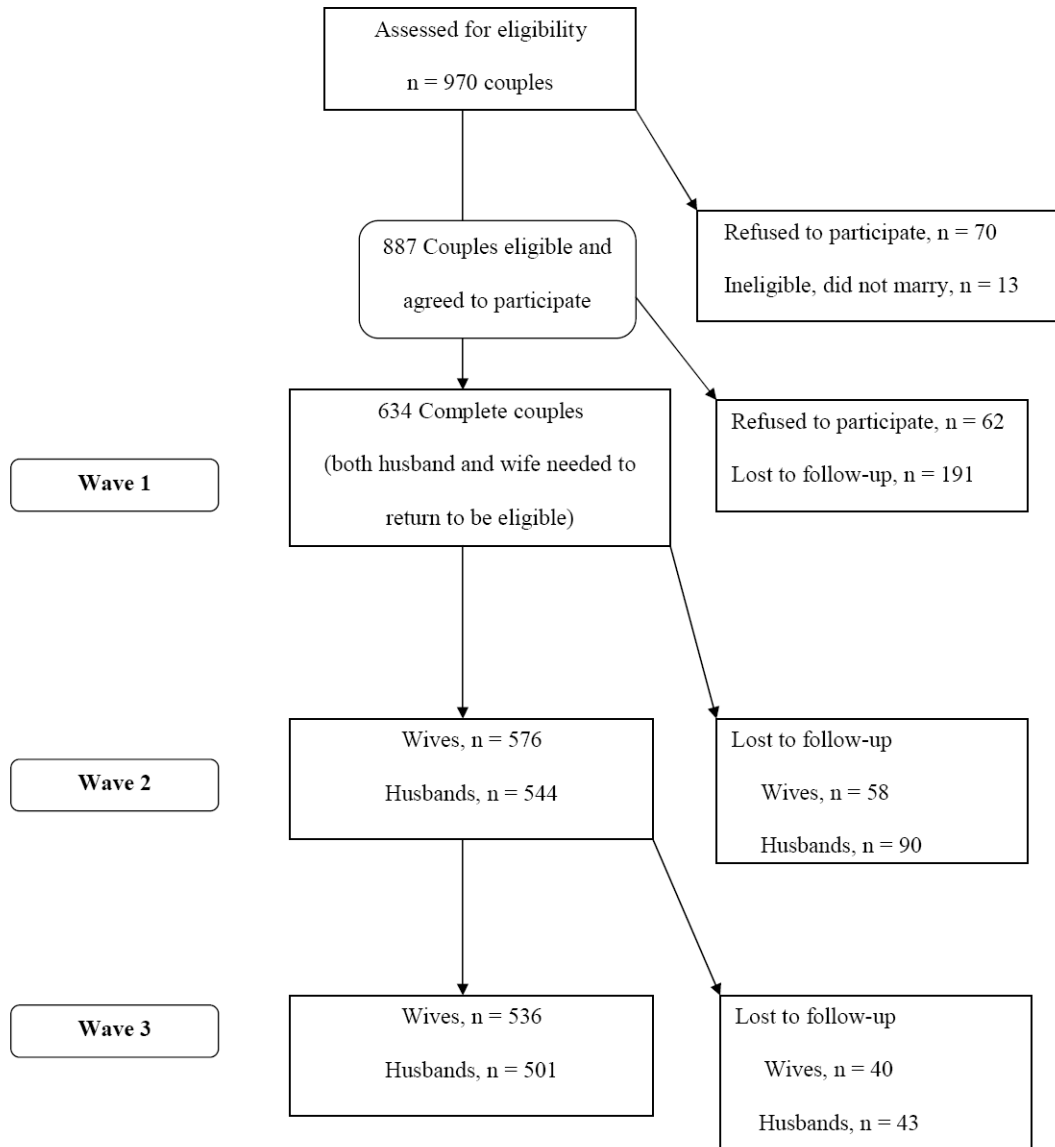 Assessed for eligibility
n = 970 couples
Refused to participate, n = 70
Ineligible, did not marry, n = 13
887 Couples eligible and
agreed to participate
Refused to participate, n = 62
Lost to follow-up, n = 191
Wave 1
634 Complete couples
(both husband and wife needed to
return to be eligible)
Wave 2
Wives, n = 576
Husbands, n = 544
Lost to follow-up
Wives, n = 58
Husbands, n = 90
Wave 3
Wives, n = 536
Husbands, n = 501
Lost to follow-up
Wives, n = 40
Husbands, n = 43